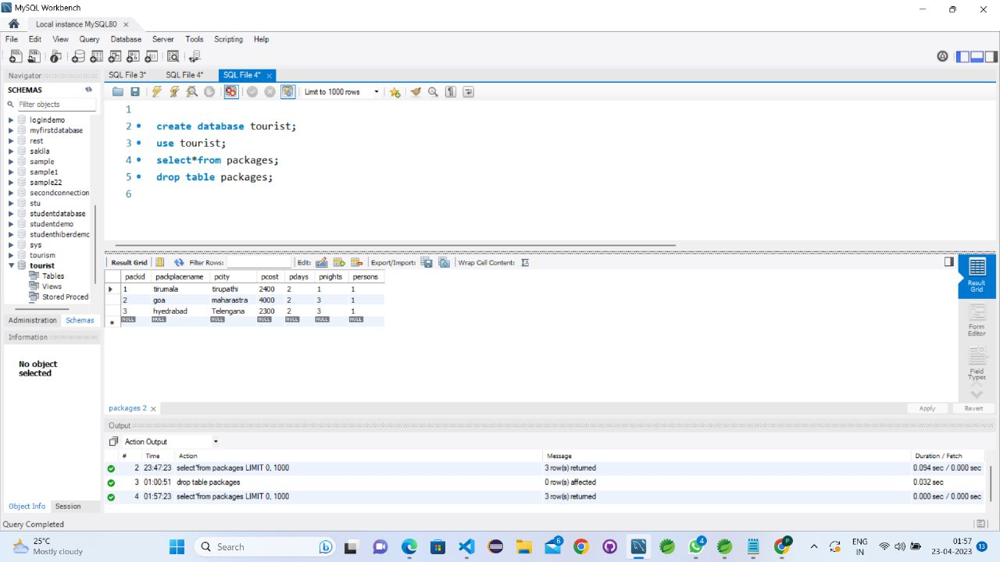 MySQL Workbench
Local instance MySQL80
File Edit View Query Database Server Tools Scripting Help
Navigator
SCHEMAS
Filter objects
logindemo
myfirstdatabase
rest
sakila
sample
sample1
sample22
secondconnection
stu
studentdatabase
studentdemo
studenthiberdemo
sys
tourism
tourist
Tables
Views
Stored Proced
Administration Schemas
Information
No object
selected
Object Info Session
SQL File 3* SQL File 4* SQL File 4*
Limit to 1000 rows
1
2 create database tourist;
3 use tourist;
4 select*from packages;
5 drop table packages;
6
Result Grid Filter Rows: Edit: Export/Import: Wrap Cell Content:
packid packplacename pcity pcost pdays pnights persons
1 tirumala tirupathi 2400 2 1 1
2 goa maharastra 4000 2 3 1
3 hyedrabad Telengana 2300 2 3 1
NULL NULL NULL NULL NULL NULL NULL
Result
Grid
Form
Editor
Field
Types
packages 2
Apply Revert
Output
Action Output
# Time Action Message Duration / Fetch
2 23:47:23 select*from packages LIMIT 0, 1000 3 row(s) returned 0.094 sec / 0.000 sec
3 01:00:51 drop table packages 0 row(s) affected 0.032 sec
4 01:57:23 select*from packages LIMIT 0, 1000 3 row(s) returned 0.000 sec / 0.000 sec
Query Completed
25°C
Mostly cloudy
Search
6
4
P
ENG
IN
01:57
23-04-2023
13